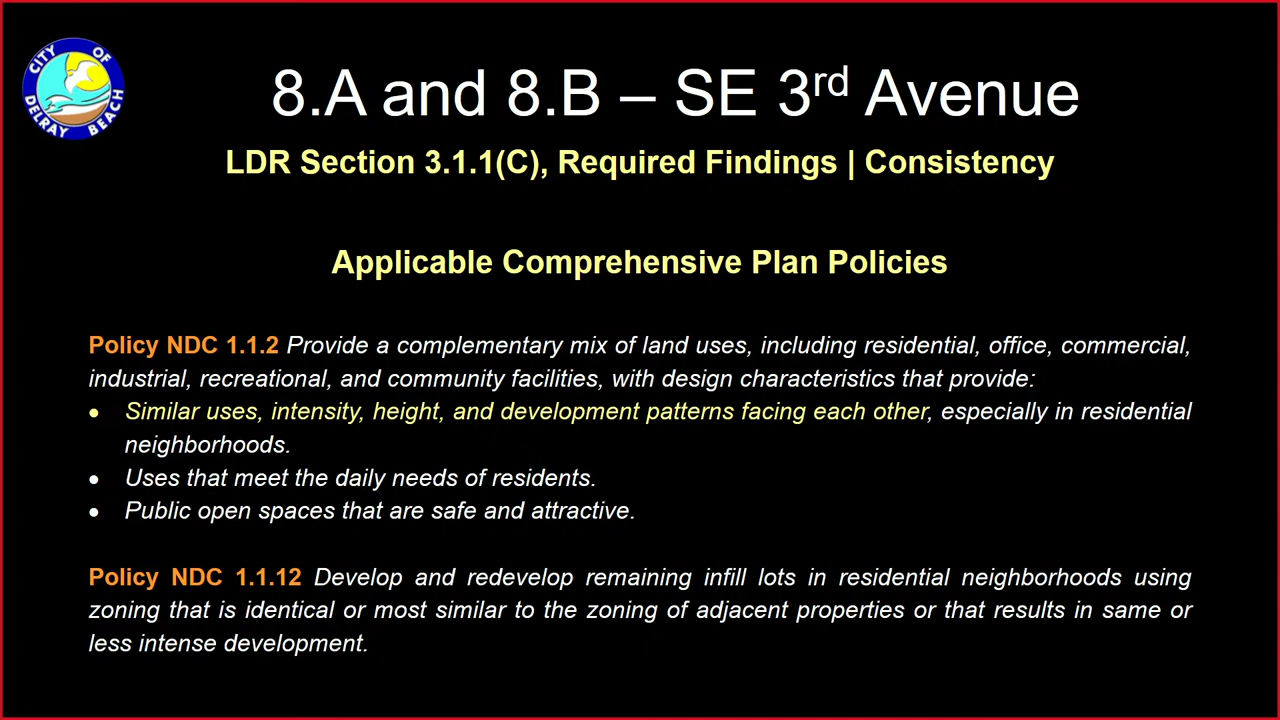 CITY OF
DELRAY BEACH
8.A and 8.B – SE 3rd Avenue
LDR Section 3.1.1(C), Required Findings | Consistency
Applicable Comprehensive Plan Policies
Policy NDC 1.1.2 Provide a complementary mix of land uses, including residential, office, commercial,
industrial, recreational, and community facilities, with design characteristics that provide:
• Similar uses, intensity, height, and development patterns facing each other, especially in residential
neighborhoods.
• Uses that meet the daily needs of residents.
• Public open spaces that are safe and attractive.
Policy NDC 1.1.12 Develop and redevelop remaining infill lots in residential neighborhoods using
zoning that is identical or most similar to the zoning of adjacent properties or that results in same or
less intense development.